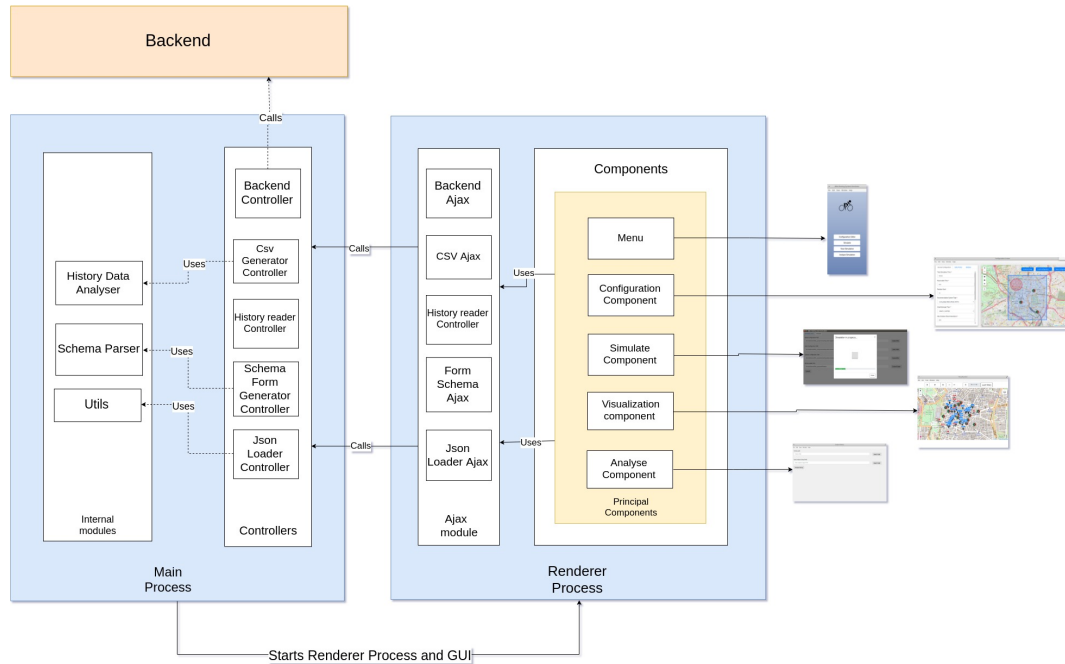 Backend
Calls
Internal
modules
History Data
Analyser
Schema Parser
Utils
Uses
Uses
Uses
Backend
Controller
Csv
Generator
Controller
History reader
Controller
Schema
Form
Generator
Controller
Json
Loader
Controller
Controllers
Main
Process
Calls
Calls
Backend
Ajax
CSV Ajax
History reader
Controller
Form
Schema
Ajax
Json
Loader Ajax
Ajax
module
Uses
Uses
Components
Menu
Configuration
Component
Simulate
Component
Visualization
component
Analyse
Component
Principal
Components
Renderer
Process
Starts Renderer Process and GUI